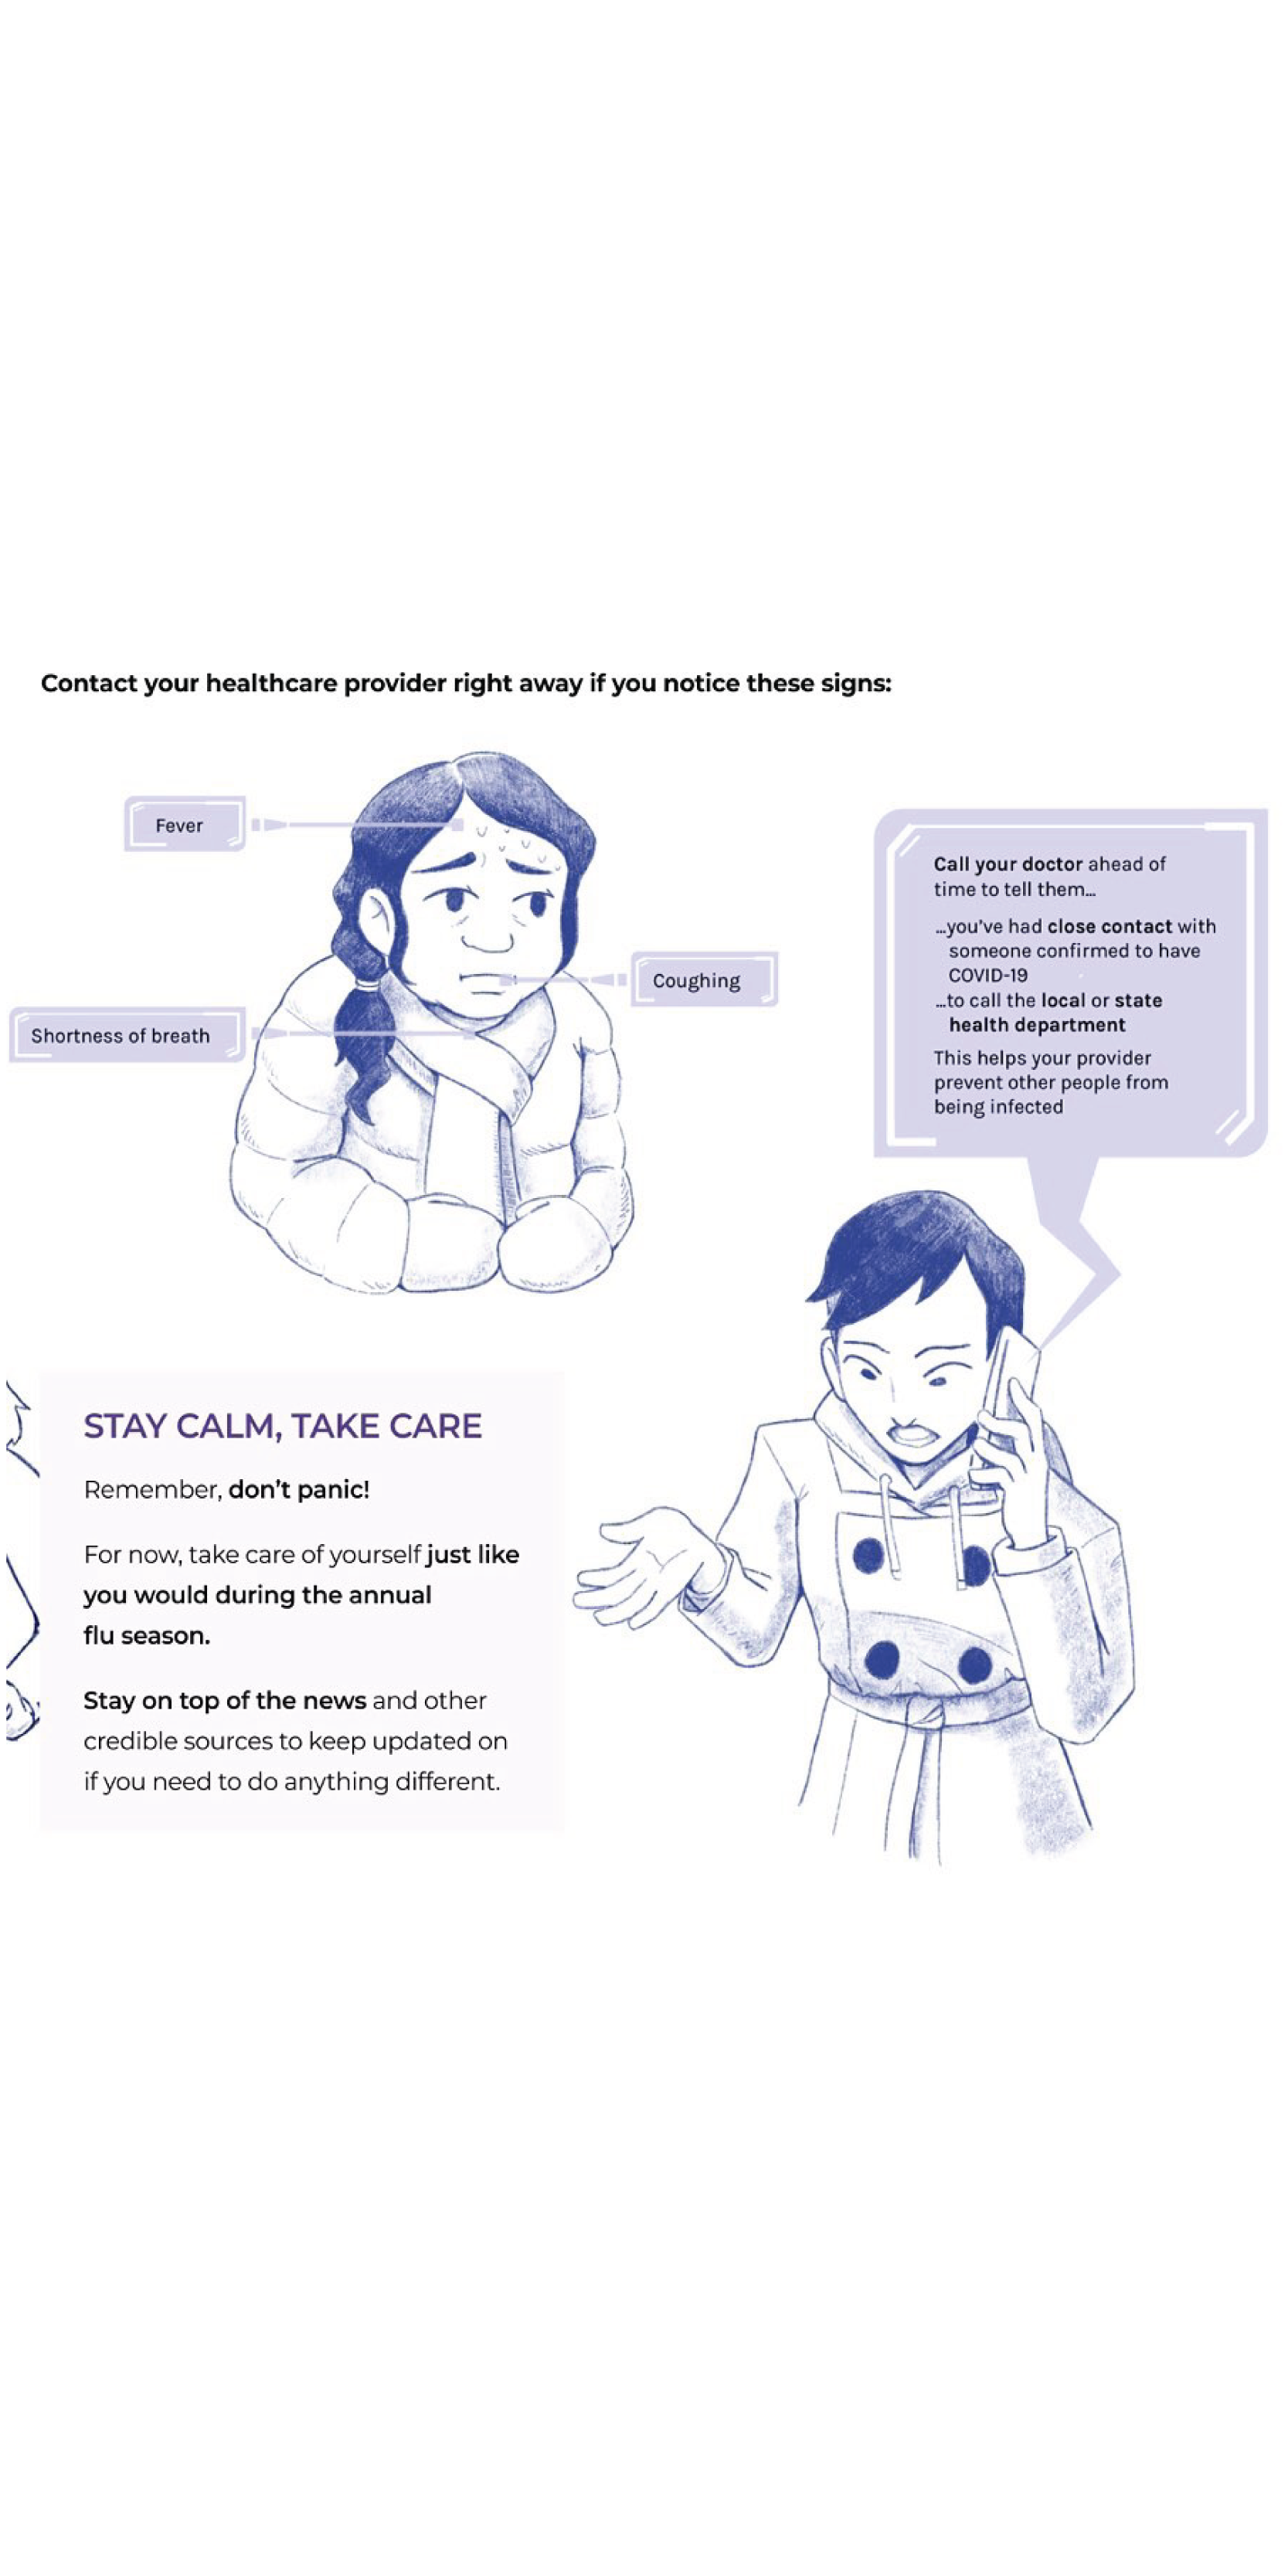 Contact your healthcare provider right away if you notice these signs:
Fever
Coughing
Shortness of breath
Call your doctor ahead of
time to tell them...
...you've had close contact with
someone confirmed to have
COVID-19
...to call the local or state
health department
This helps your provider
prevent other people from
being infected
STAY CALM, TAKE CARE
Remember, don't panic!
For now, take care of yourself just like
you would during the annual
flu season.
Stay on top of the news and other
credible sources to keep updated on
if you need to do anything different.